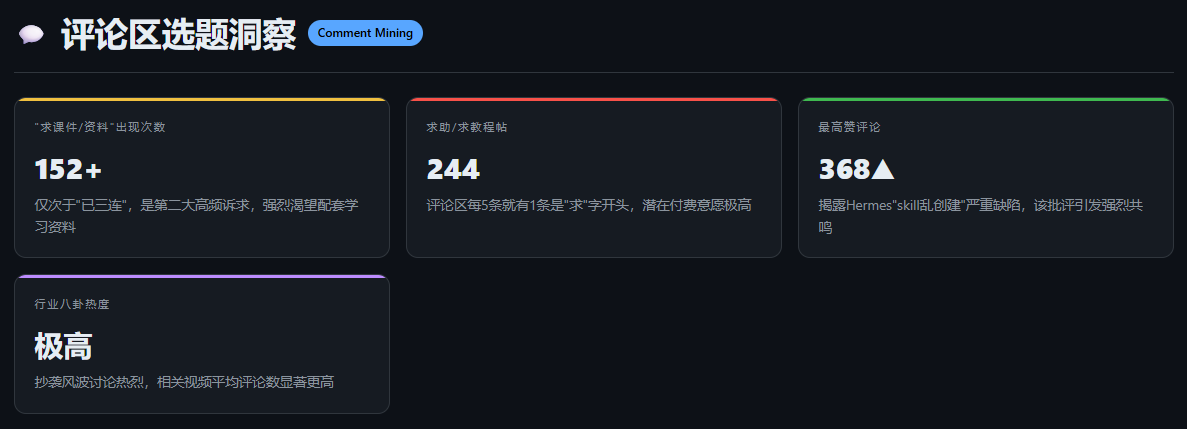 评论区选题洞察 Comment Mining
"求课件/资料"出现次数
152+
仅次于"已三连"，是第二大高频诉求，强烈渴望配套学
习资料
求助/求教程帖
244
评论区每5条就有1条是"求"字开头，潜在付费意愿极高
最高赞评论
368▲
揭露Hermes"skill乱创建"严重缺陷，该批评引发强烈共
鸣
行业八卦热度
极高
抄袭风波讨论热烈，相关视频平均评论数显著更高